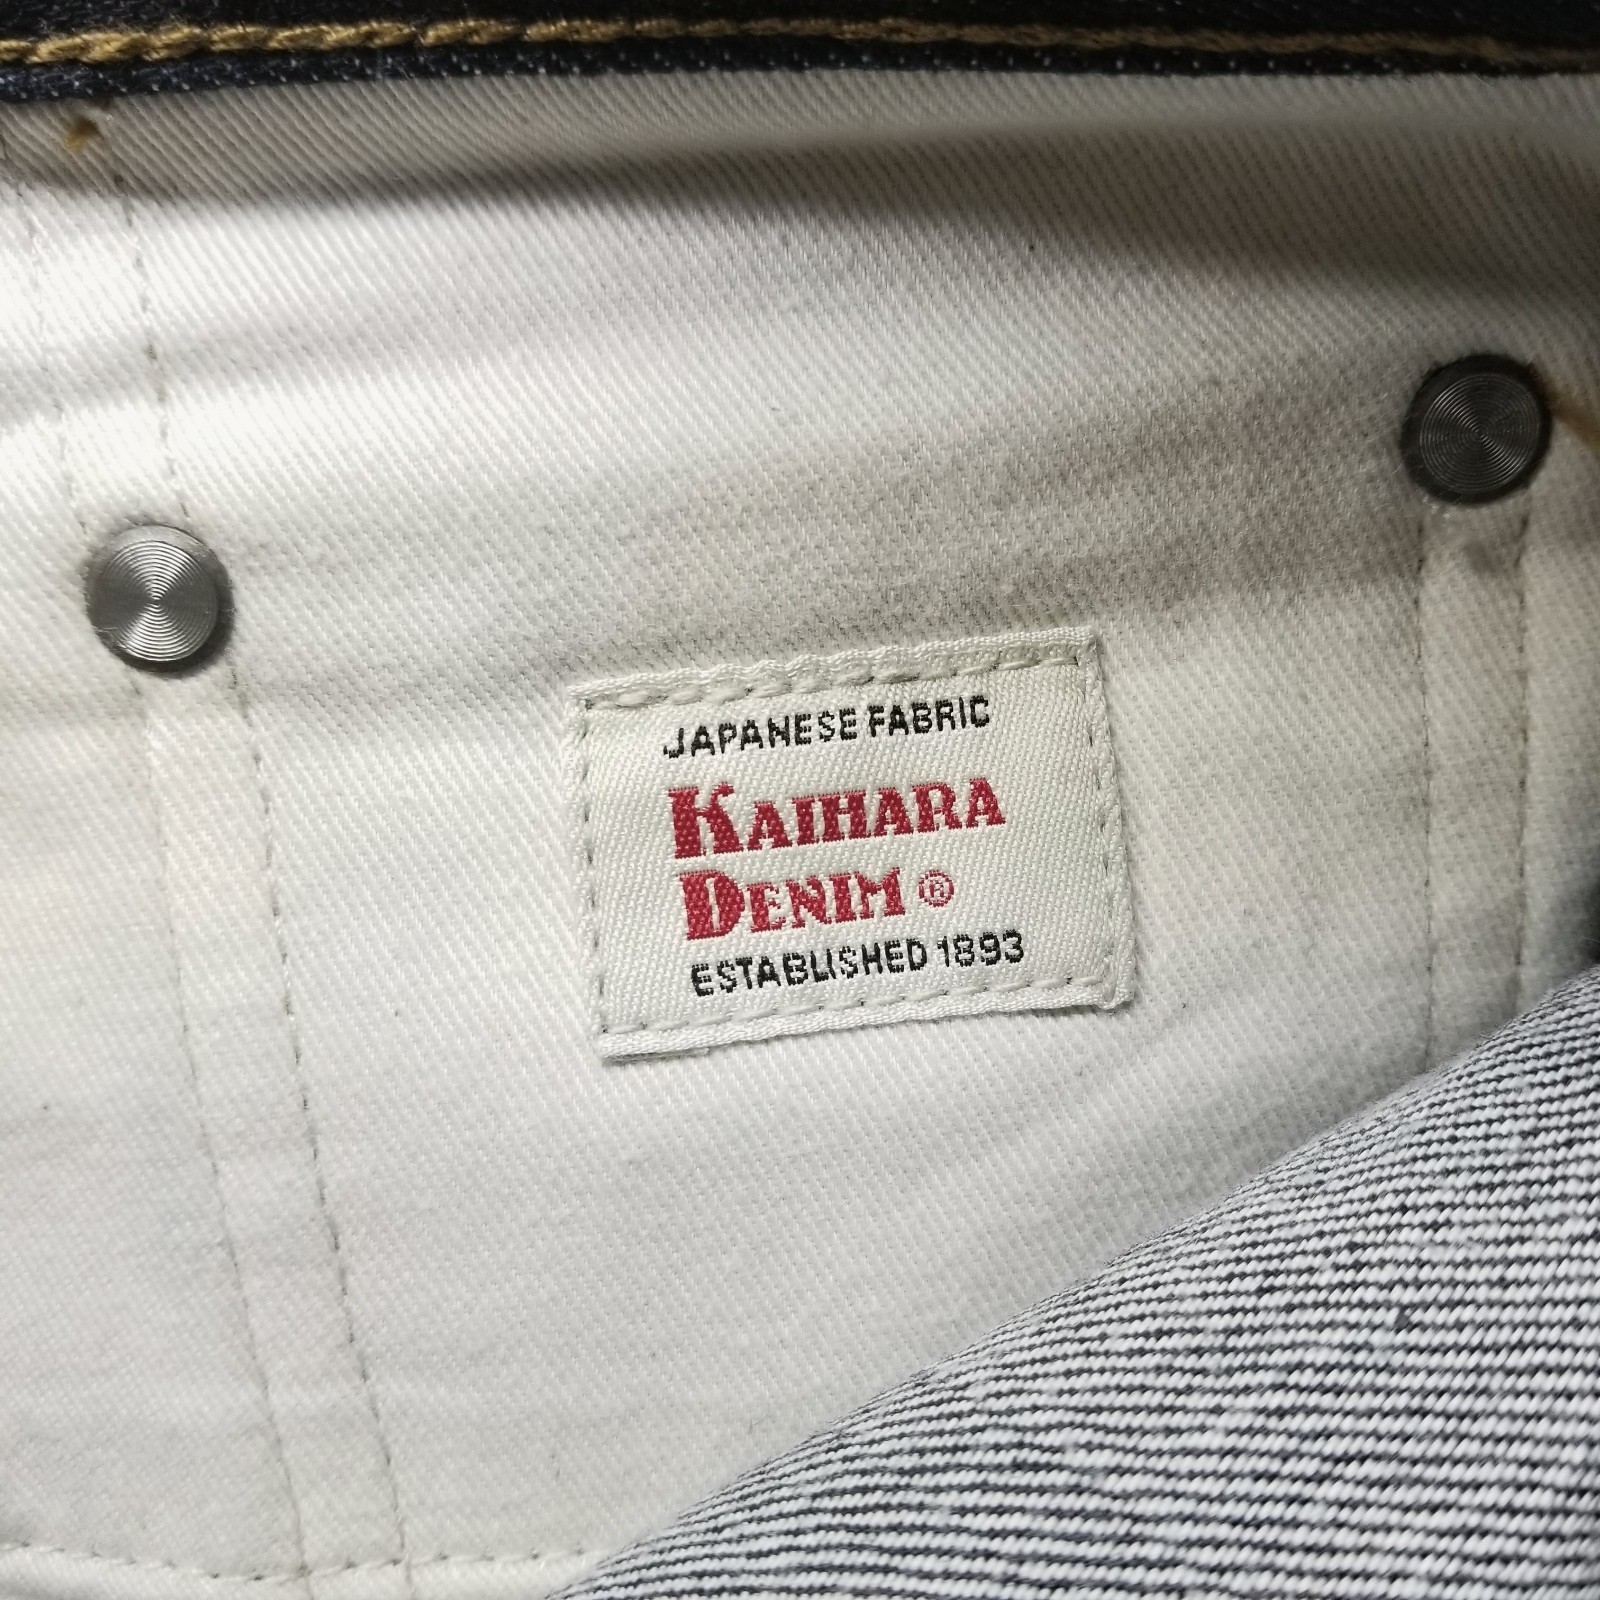 JAPANESE FABRIC
KAIHARA
DENIM ®
ESTABLISHED 1893